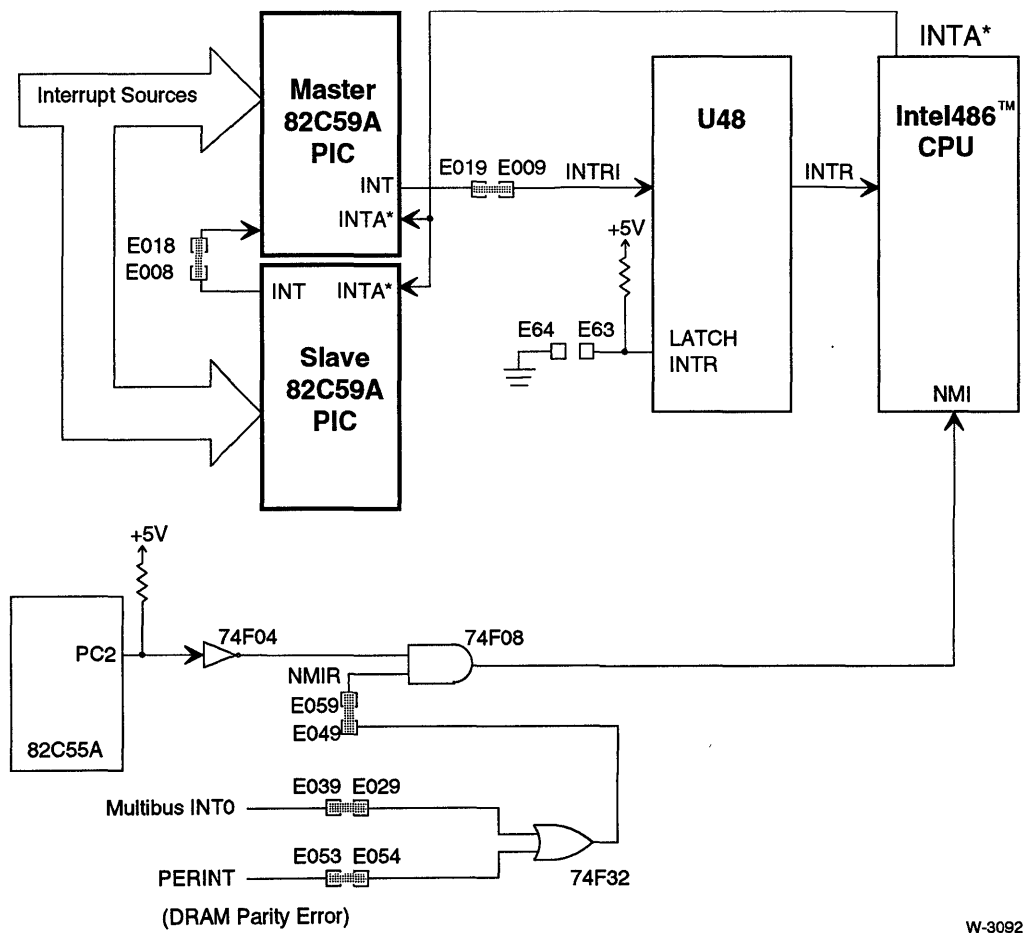 INTA*
Interrupt Sources
Master
82C59A
PIC
INT
INTA*
E019 E009
INTRI
U48
INTR
Intel486™
CPU
E018
E008
INT
INTA*
Slave
82C59A
PIC
+5V
E64 E63
LATCH
INTR
NMI
+5V
PC2
82C55A
74F04
74F08
NMIR
E059
E049
Multibus INT0
E039 E029
PERINT
E053 E054
74F32
(DRAM Parity Error)
W-3092